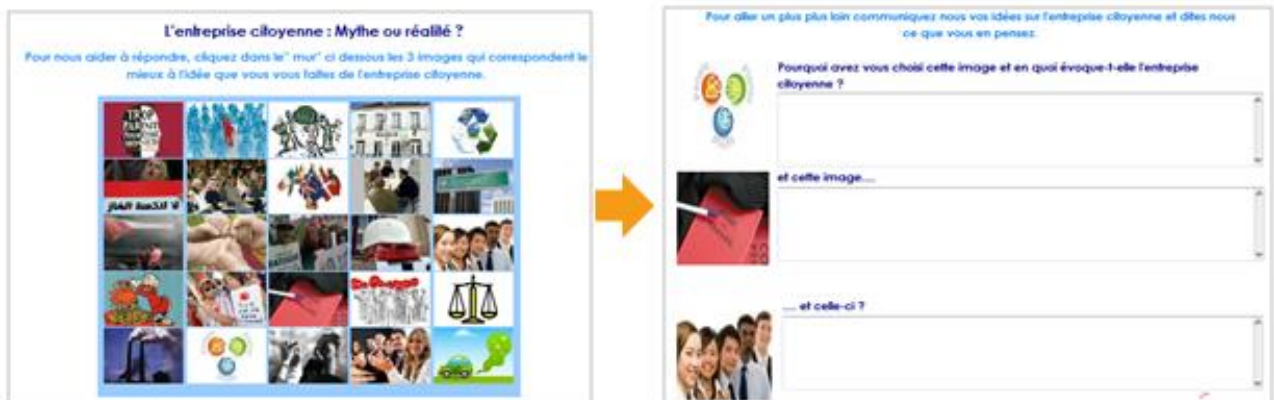 L'entreprise citoyenne : Mythe ou réalité ?
Pour nous aider à répondre, cliquez dans le" mur" ci dessous les 3 images qui correspondent le
mieux à l'idée que vous vous faites de l'entreprise citoyenne.
TROP
Pour aller un plus plus loin communiquez nous vos idées sur l'entreprise citoyenne et dites nous
ce que vous en pensez.
Pourquoi avez vous choisi cette image et en quoi évoque-t-elle l'entreprise
citoyenne ?
et cette image....
.... et celle-ci ?